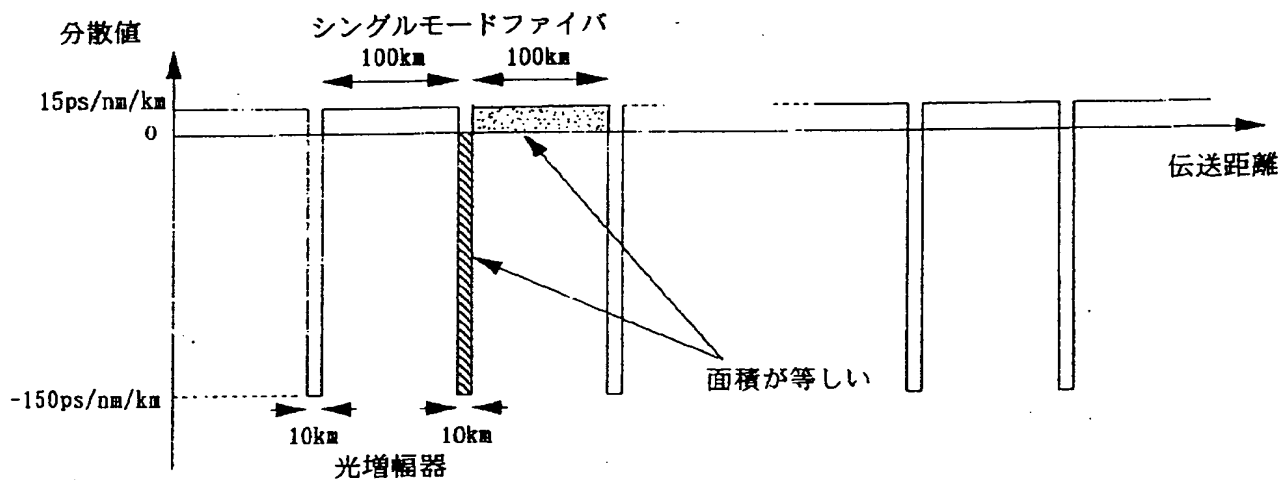 分散値
シングルモードファイバ
100km
100km
15ps/nm/km
0
伝送距離
面積が等しい
-150ps/nm/km
10km
10km
光増幅器